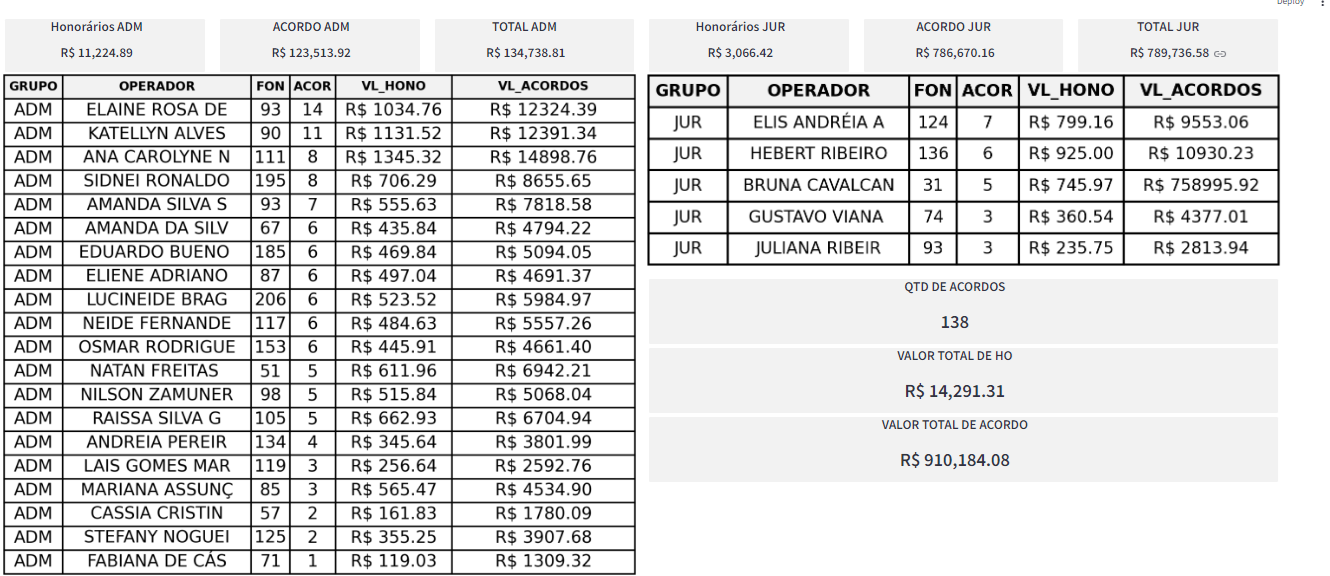 Deploy
Honorários ADM
R$ 11,224.89
ACORDO ADM
R$ 123,513.92
TOTAL ADM
R$ 134,738.81
GRUPO OPERADOR FON ACOR VL_HONO VL_ACORDOS
ADM ELAINE ROSA DE 93 14 R$ 1034.76 R$ 12324.39
ADM KATELLYN ALVES 90 11 R$ 1131.52 R$ 12391.34
ADM ANA CAROLYNE N 111 8 R$ 1345.32 R$ 14898.76
ADM SIDNEI RONALDO 195 8 R$ 706.29 R$ 8655.65
ADM AMANDA SILVA S 93 7 R$ 555.63 R$ 7818.58
ADM AMANDA DA SILV 67 6 R$ 435.84 R$ 4794.22
ADM EDUARDO BUENO 185 6 R$ 469.84 R$ 5094.05
ADM ELIENE ADRIANO 87 6 R$ 497.04 R$ 4691.37
ADM LUCINEIDE BRAG 206 6 R$ 523.52 R$ 5984.97
ADM NEIDE FERNANDE 117 6 R$ 484.63 R$ 5557.26
ADM OSMAR RODRIGUE 153 6 R$ 445.91 R$ 4661.40
ADM NATAN FREITAS 51 5 R$ 611.96 R$ 6942.21
ADM NILSON ZAMUNER 98 5 R$ 515.84 R$ 5068.04
ADM RAISSA SILVA G 105 5 R$ 662.93 R$ 6704.94
ADM ANDREIA PEREIR 134 4 R$ 345.64 R$ 3801.99
ADM LAIS GOMES MAR 119 3 R$ 256.64 R$ 2592.76
ADM MARIANA ASSUNÇ 85 3 R$ 565.47 R$ 4534.90
ADM CASSIA CRISTIN 57 2 R$ 161.83 R$ 1780.09
ADM STEFANY NOGUEI 125 2 R$ 355.25 R$ 3907.68
ADM FABIANA DE CÁS 71 1 R$ 119.03 R$ 1309.32
Honorários JUR
R$ 3,066.42
ACORDO JUR
R$ 786,670.16
TOTAL JUR
R$ 789,736.58
GRUPO OPERADOR FON ACOR VL_HONO VL_ACORDOS
JUR ELIS ANDRÉIA A 124 7 R$ 799.16 R$ 9553.06
JUR HEBERT RIBEIRO 136 6 R$ 925.00 R$ 10930.23
JUR BRUNA CAVALCAN 31 5 R$ 745.97 R$ 758995.92
JUR GUSTAVO VIANA 74 3 R$ 360.54 R$ 4377.01
JUR JULIANA RIBEIR 93 3 R$ 235.75 R$ 2813.94
QTD DE ACORDOS
138
VALOR TOTAL DE HO
R$ 14,291.31
VALOR TOTAL DE ACORDO
R$ 910,184.08